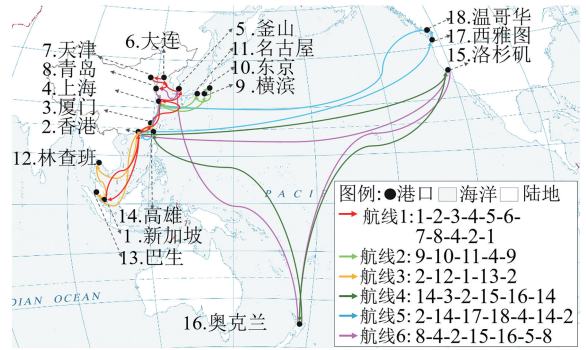 18.温哥华
17.西雅图
15.洛杉矶
5.釜山
6.大连
11.名古屋
7.天津
10.东京
8.青岛
9.横滨
4.上海
3.厦门
2.香港
12.林查班
PACI
14.高雄
1.新加坡
13.巴生
DIAN OCEAN
16.奥克兰
图例:港口 海洋 陆地
航线1:1-2-3-4-5-6-
7-8-4-2-1
航线2:9-10-11-4-9
航线3:2-12-1-13-2
航线4:14-3-2-15-16-14
航线5:2-14-17-18-4-14-2
航线6:8-4-2-15-16-5-8